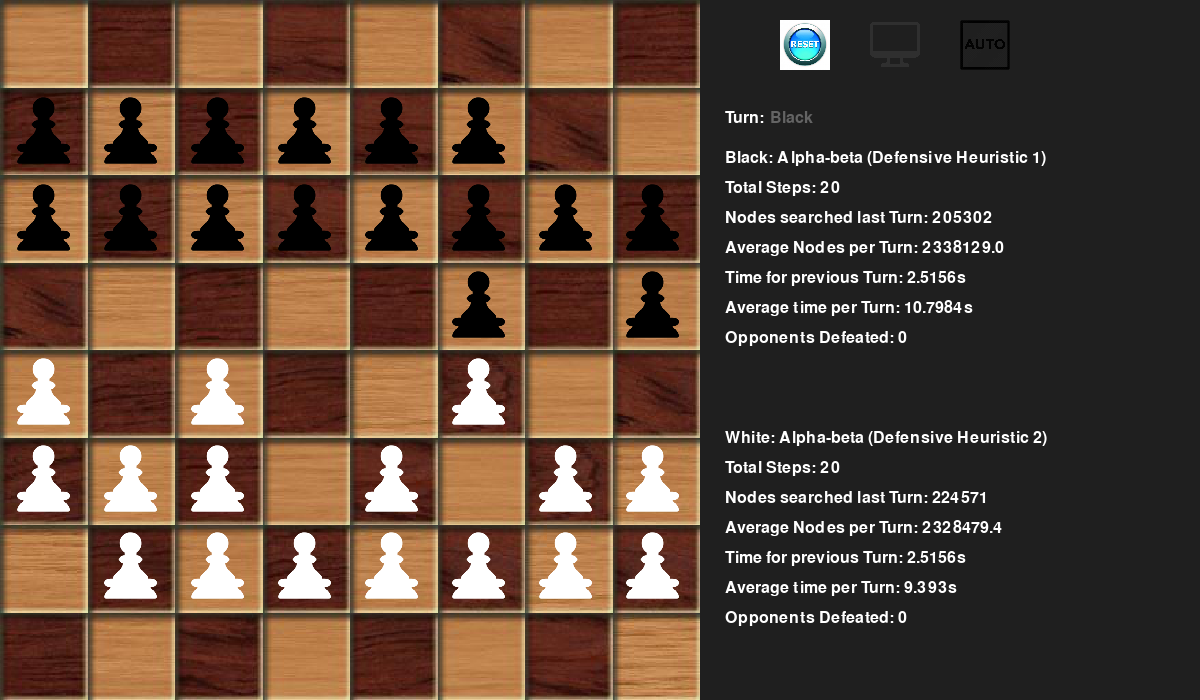 RESET
AUTO
Turn: Black
Black: Alpha-beta (Defensive Heuristic 1)
Total Steps: 20
Nodes searched last Turn: 205302
Average Nodes per Turn: 2338129.0
Time for previous Turn: 2.5156s
Average time per Turn: 10.7984s
Opponents Defeated: 0
White: Alpha-beta (Defensive Heuristic 2)
Total Steps: 20
Nodes searched last Turn: 224571
Average Nodes per Turn: 2328479.4
Time for previous Turn: 2.5156s
Average time per Turn: 9.393s
Opponents Defeated: 0